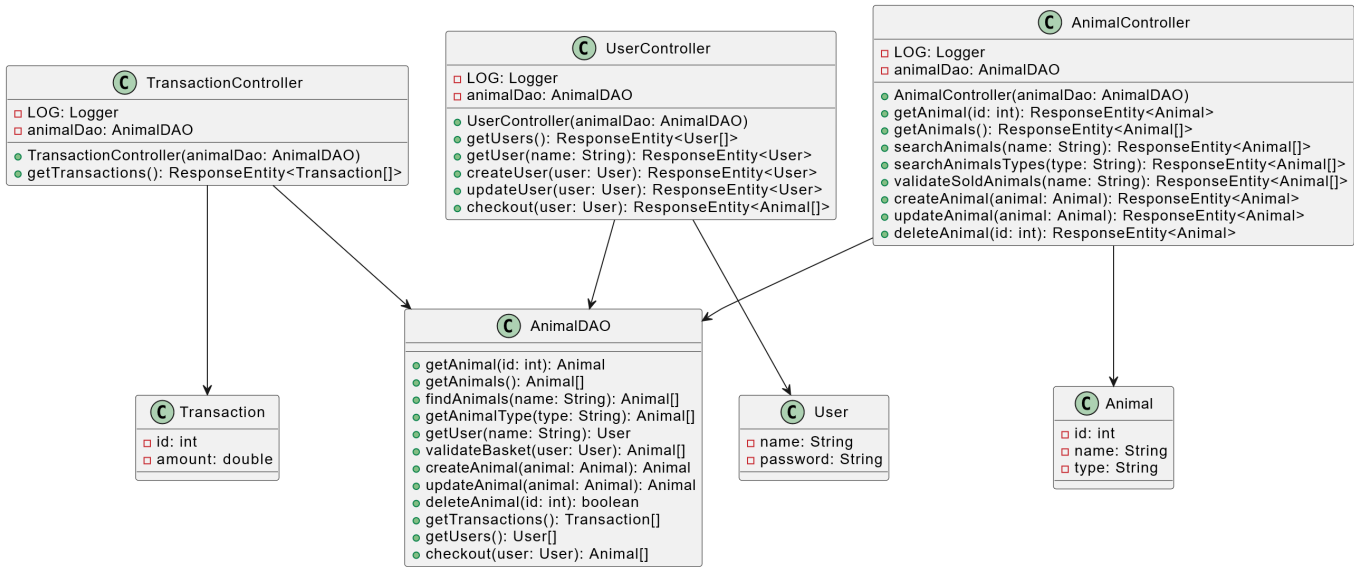 C TransactionController
LOG: Logger
animalDao: AnimalDAO
TransactionController(animalDao: AnimalDAO)
getTransactions(): ResponseEntity<Transaction[]>
C UserController
LOG: Logger
animalDao: AnimalDAO
UserController(animalDao: AnimalDAO)
getUsers(): ResponseEntity<User[]>
getUser(name: String): ResponseEntity<User>
createUser(user: User): ResponseEntity<User>
updateUser(user: User): ResponseEntity<User>
checkout(user: User): ResponseEntity<Animal[]>
C AnimalController
LOG: Logger
animalDao: AnimalDAO
AnimalController(animalDao: AnimalDAO)
getAnimal(id: int): ResponseEntity<Animal>
getAnimals(): ResponseEntity<Animal[]>
searchAnimals(name: String): ResponseEntity<Animal[]>
searchAnimalsTypes(type: String): ResponseEntity<Animal[]>
validateSoldAnimals(name: String): ResponseEntity<Animal[]>
createAnimal(animal: Animal): ResponseEntity<Animal>
updateAnimal(animal: Animal): ResponseEntity<Animal>
deleteAnimal(id: int): ResponseEntity<Animal>
C Transaction
id: int
amount: double
C AnimalDAO
getAnimal(id: int): Animal
getAnimals(): Animal[]
findAnimals(name: String): Animal[]
getAnimalType(type: String): Animal[]
getUser(name: String): User
validateBasket(user: User): Animal[]
createAnimal(animal: Animal): Animal
updateAnimal(animal: Animal): Animal
deleteAnimal(id: int): boolean
getTransactions(): Transaction[]
getUsers(): User[]
checkout(user: User): Animal[]
C User
name: String
password: String
C Animal
id: int
name: String
type: String